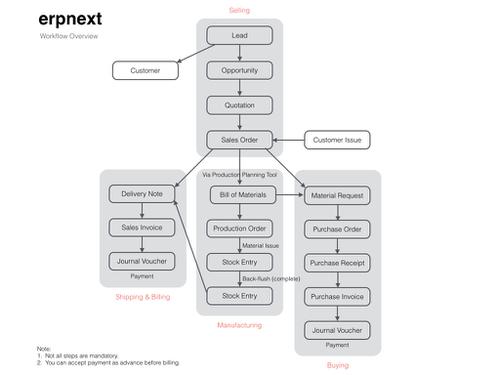 erpnext
Workflow Overview
Selling
Lead
Customer
Opportunity
Quotation
Sales Order
Customer Issue
Via Production Planning Tool
Delivery Note
Bill of Materials
Material Request
Sales Invoice
Production Order
Purchase Order
Material Issue
Journal Voucher
Stock Entry
Purchase Receipt
Payment
Back-flush (complete)
Shipping & Billing
Stock Entry
Purchase Invoice
Manufacturing
Journal Voucher
Payment
Buying
Note:
1. Not all steps are mandatory.
2. You can accept payment as advance before billing.